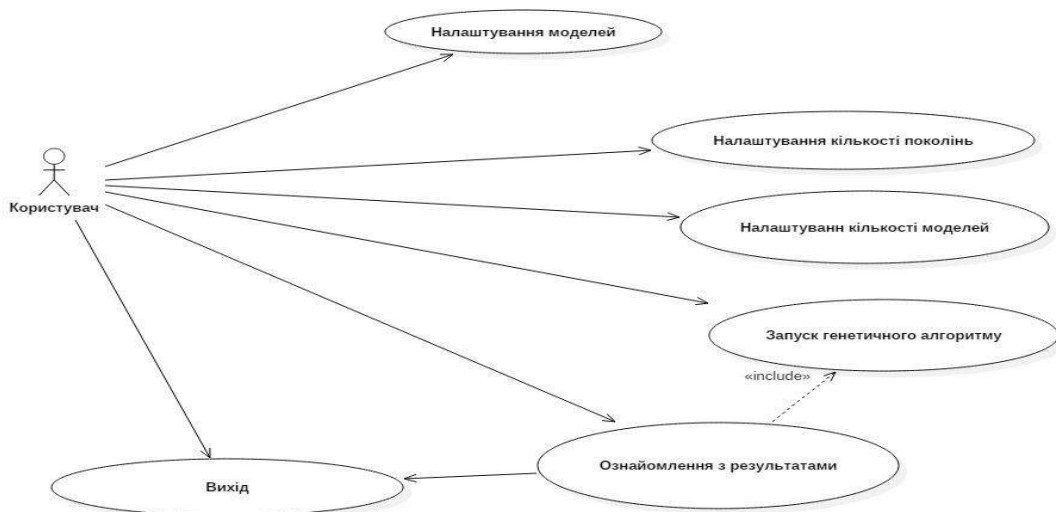 Налаштування моделей
Налаштування кількості поколінь
Користувач
Налаштуванн кількості моделей
Запуск генетичного алгоритму
«include»
Ознайомлення з результатами
Вихід